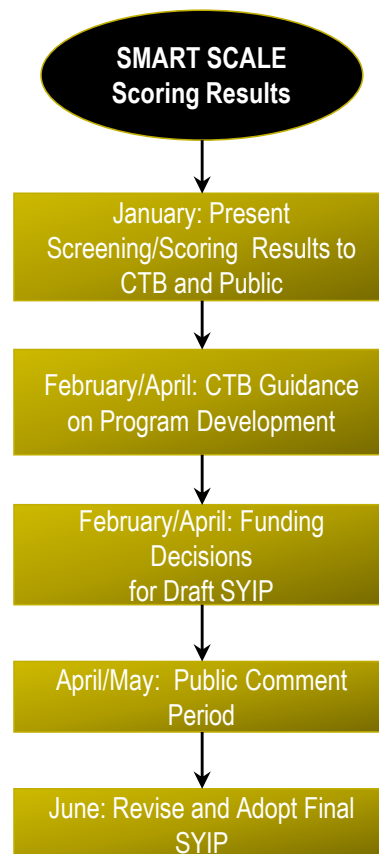 SMART SCALE
Scoring Results
January: Present
Screening/Scoring Results to
CTB and Public
February/April: CTB Guidance
on Program Development
February/April: Funding
Decisions
for Draft SYIP
April/May: Public Comment
Period
June: Revise and Adopt Final
SYIP